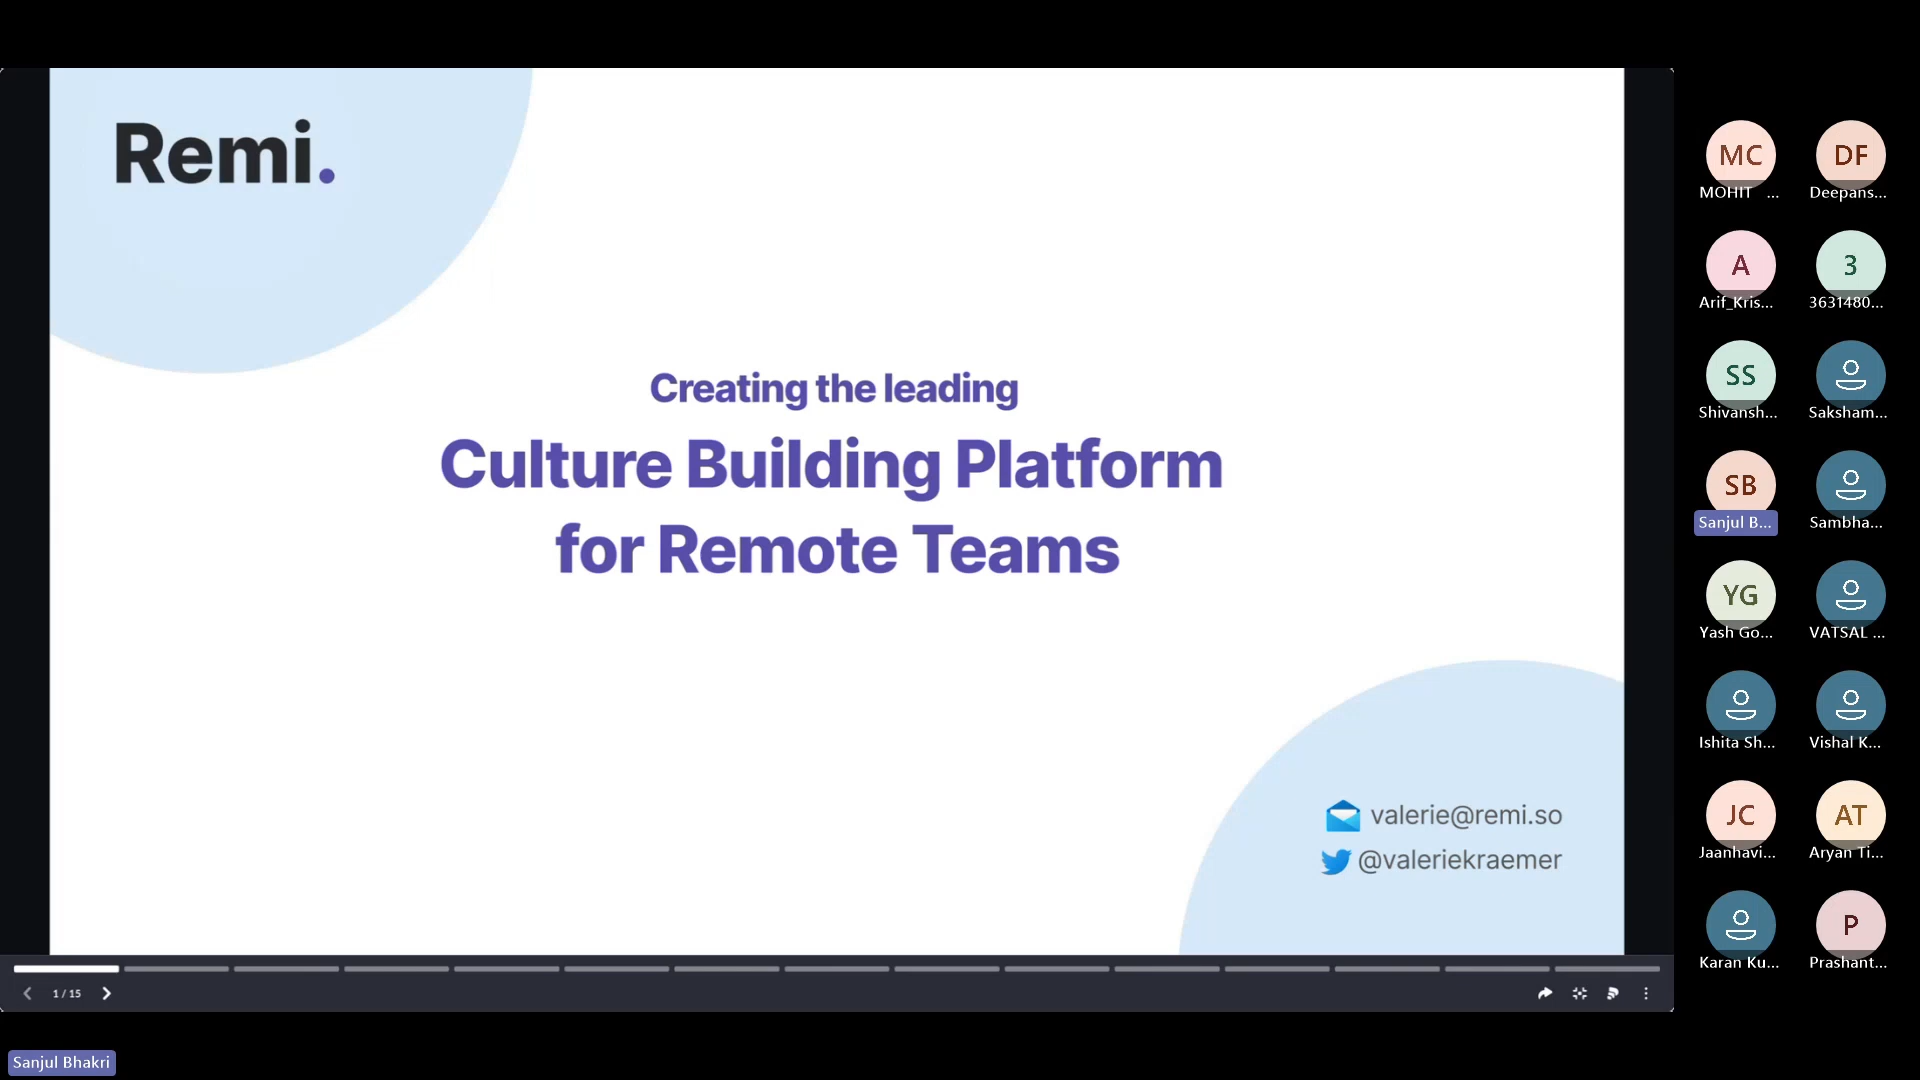 Remi.
Creating the leading
Culture Building Platform
for Remote Teams
valerie@remi.so
@valeriekraemer
1 / 15
MC
MOHIT ...
DF
Deepans...
A
Arif_Kris...
3
3631480...
SS
Shivansh...
Saksham...
SB
Sanjul B...
Sambha...
YG
Yash Go...
VATSAL ...
Ishita Sh...
Vishal K...
JC
Jaanhavi...
AT
Aryan Ti...
Karan Ku...
P
Prashant...
Sanjul Bhakri